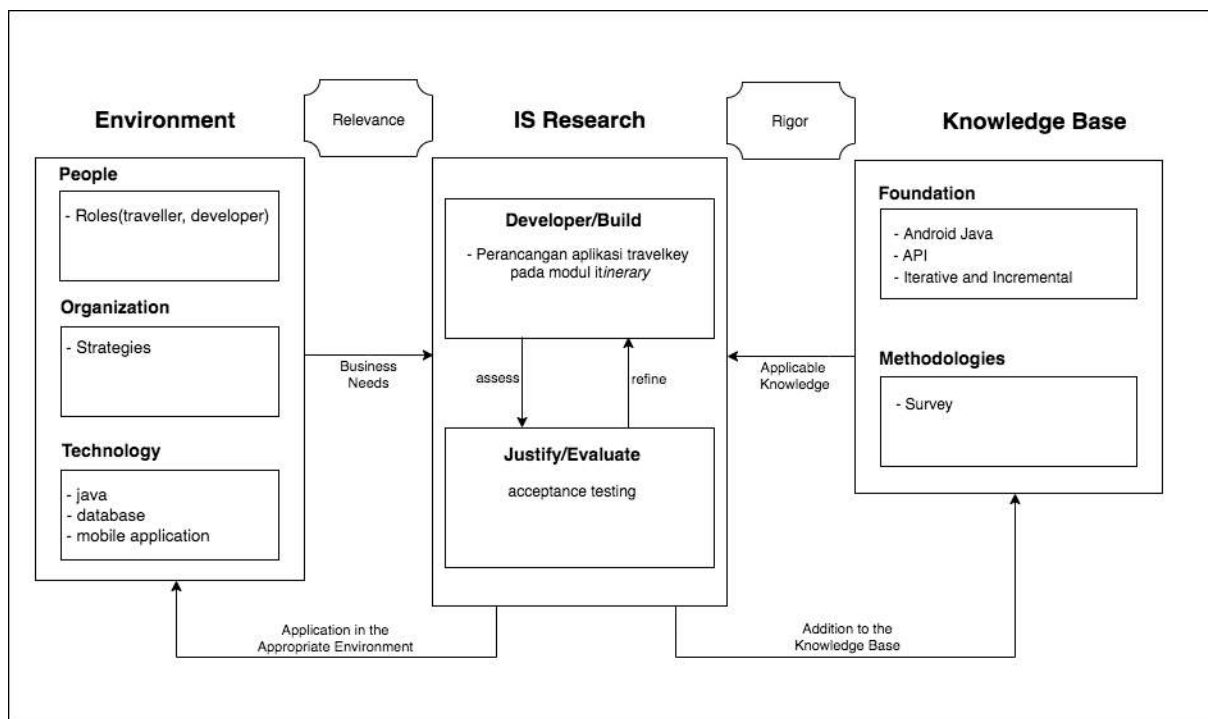 Environment
Relevance
IS Research
Rigor
Knowledge Base
People
- Roles(traveller, developer)
Organization
- Strategies
Technology
- java
- database
- mobile application
Business
Needs
Developer/Build
- Perancangan aplikasi travelkey
pada modul itinerary
assess
refine
Justify/Evaluate
acceptance testing
Applicable
Knowledge
Foundation
- Android Java
- API
- Iterative and Incremental
Methodologies
- Survey
Application in the
Appropriate Environment
Addition to the
Knowledge Base